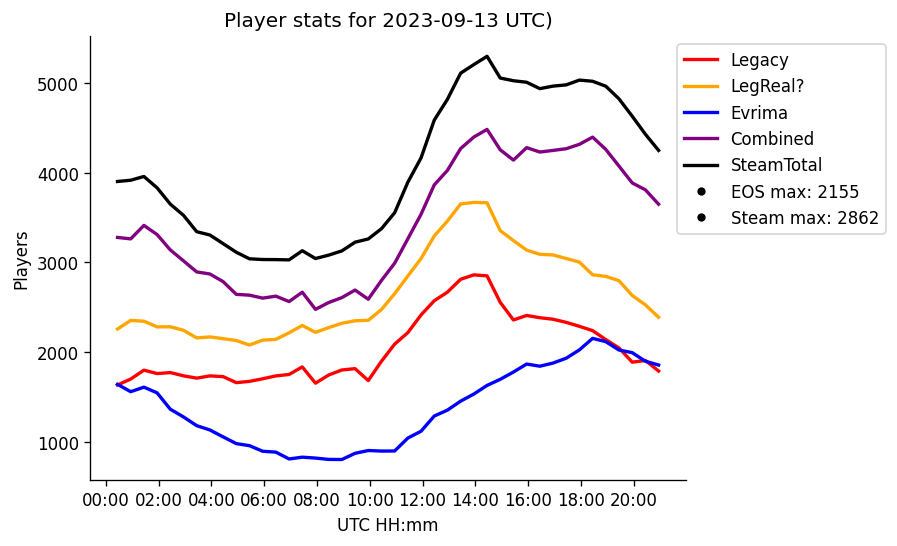 Player stats for 2023-09-13 UTC)
Legacy
LegReal?
Evrima
Combined
SteamTotal
EOS max: 2155
Steam max: 2862
5000
4000
3000
2000
1000
Players
00:00 02:00 04:00 06:00 08:00 10:00 12:00 14:00 16:00 18:00 20:00
UTC HH:mm